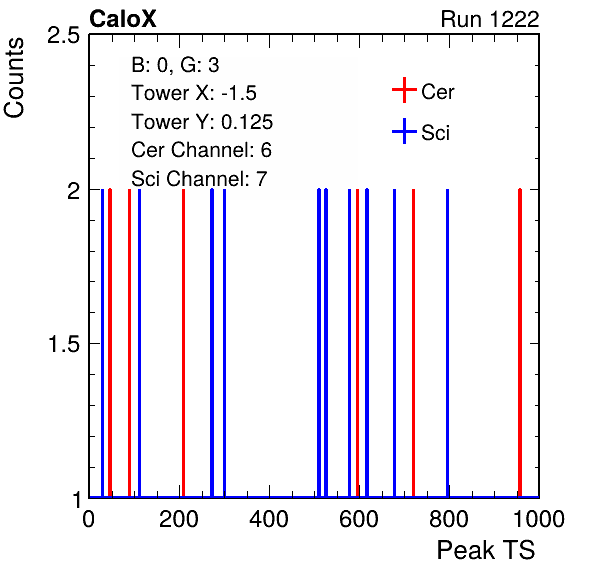 CaloX Run 1222
Counts
2.5
B: 0, G: 3
Tower X: -1.5
Tower Y: 0.125
Cer Channel: 6
Sci Channel: 7
Cer
Sci
2
1.5
1
0 200 400 600 800 1000
Peak TS